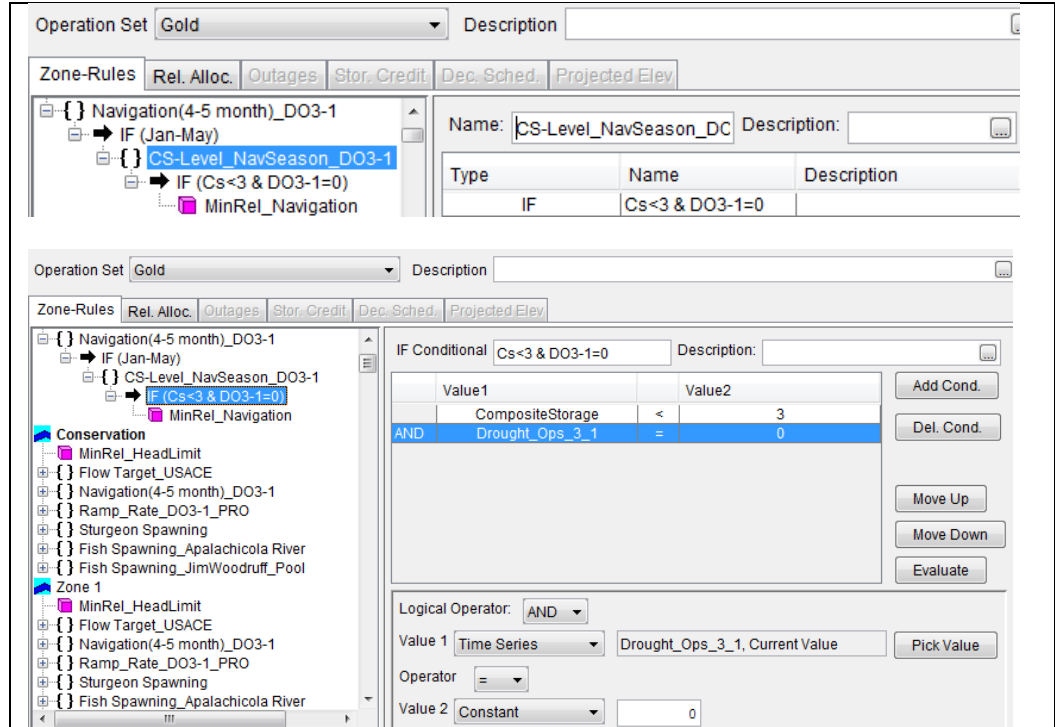 Operation Set Gold Description
Zone-Rules Rel. Alloc. Outages Stor. Credit Dec. Sched. Projected Elev
{ } Navigation(4-5 month)_DO3-1
IF (Jan-May)
{ } CS-Level_NavSeason_DO3-1
IF (Cs<3 & DO3-1=0)
MinRel_Navigation
Name: CS-Level_NavSeason_DC Description: ...
Type Name Description
IF Cs<3 & DO3-1=0
Operation Set Gold Description ...
Zone-Rules Rel. Alloc. Outages Stor. Credit Dec. Sched. Projected Elev
{ } Navigation(4-5 month)_DO3-1
IF (Jan-May)
{ } CS-Level_NavSeason_DO3-1
IF (Cs<3 & DO3-1=0)
MinRel_Navigation
Conservation
MinRel_HeadLimit
{ } Flow Target_USACE
{ } Navigation(4-5 month)_DO3-1
{ } Ramp_Rate_DO3-1_PRO
{ } Sturgeon Spawning
{ } Fish Spawning_Apalachicola River
{ } Fish Spawning_JimWoodruff_Pool
Zone 1
MinRel_HeadLimit
{ } Flow Target_USACE
{ } Navigation(4-5 month)_DO3-1
{ } Ramp_Rate_DO3-1_PRO
{ } Sturgeon Spawning
{ } Fish Spawning_Apalachicola River
IF Conditional Cs<3 & DO3-1=0 Description: ...
Value1 Value2
CompositeStorage < 3
AND Drought_Ops_3_1 = 0
Add Cond.
Del. Cond.
Move Up
Move Down
Evaluate
Logical Operator: AND
Value 1 Time Series Drought_Ops_3_1, Current Value Pick Value
Operator =
Value 2 Constant 0